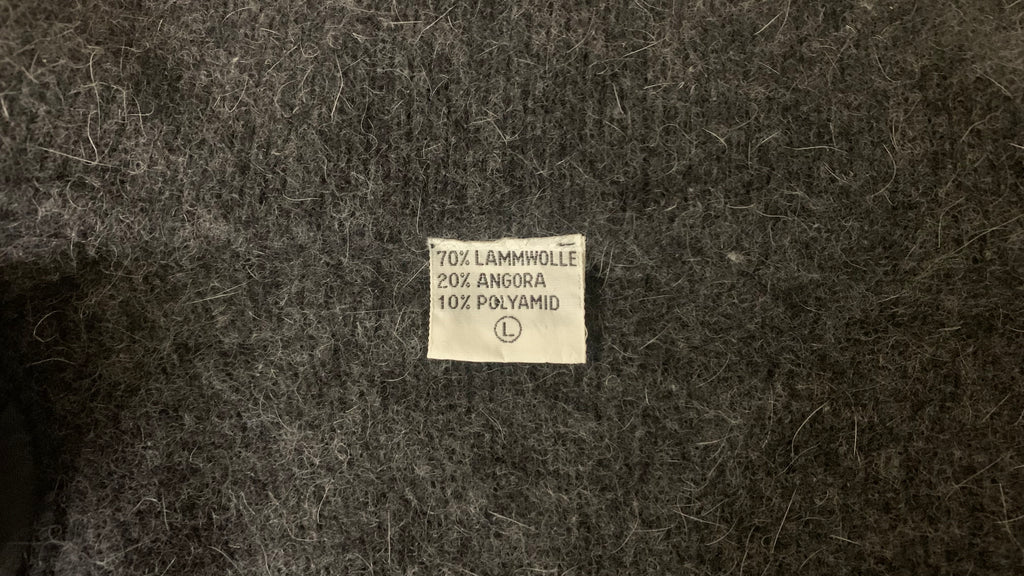 70% LAMMWOLLE
20% ANGORA
10% POLYAMID
L